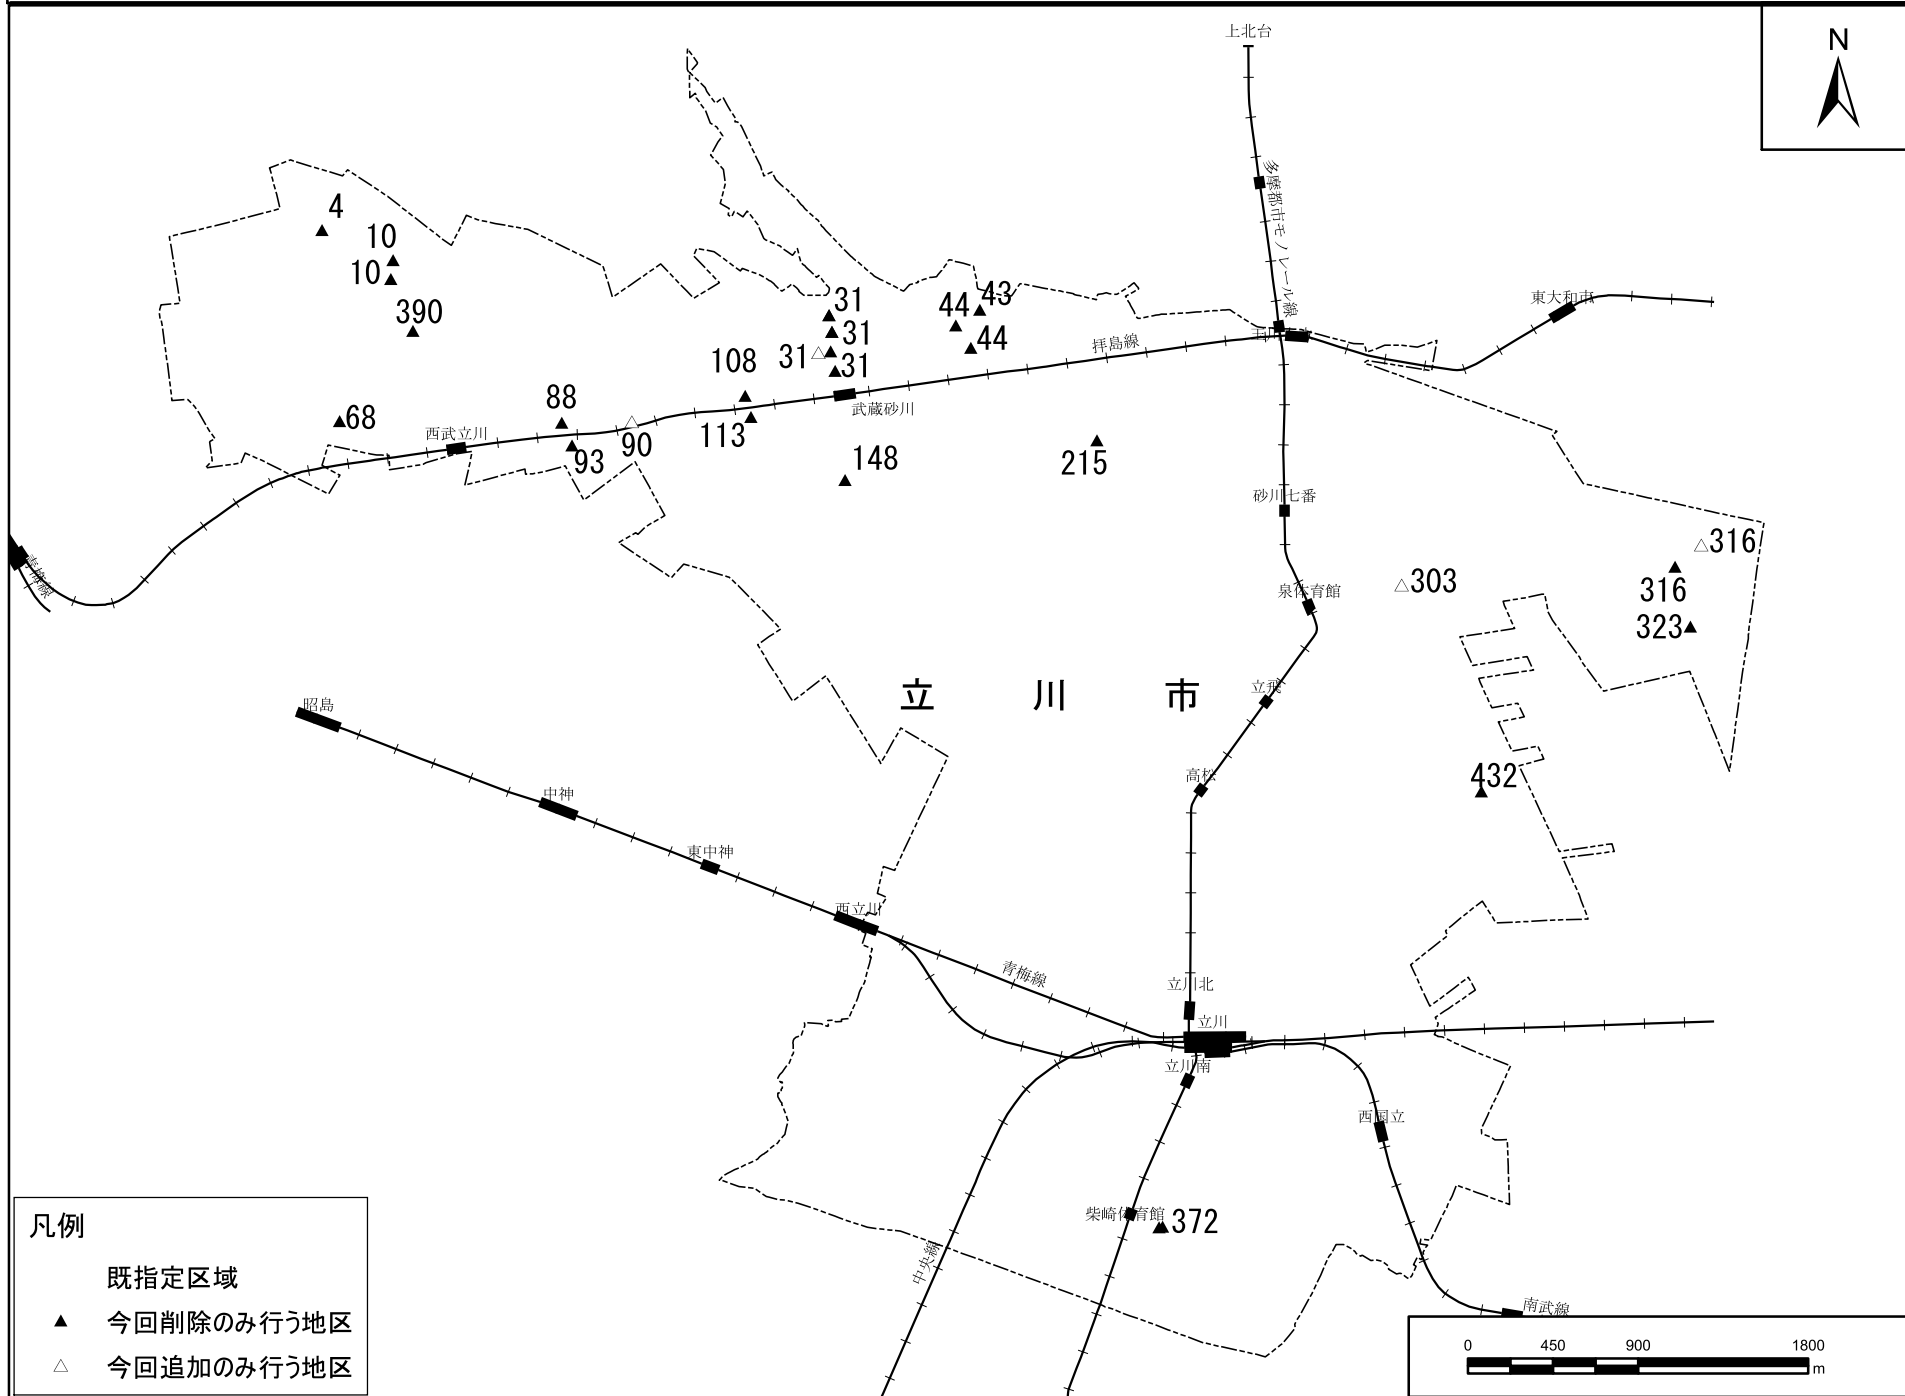 上北台
N
多摩都市モノレール線
4
10
10
390
31
31
31
31
44
43
44
東大和市
拝島線
108
武蔵砂川
88
68
西武立川
90
93
113
148
215
砂川七番
316
316
323
303
泉体育館
青梅線
立川市
立飛
昭島
高松
432
中神
東中神
西立川
青梅線
立川北
立川
立川南
西国立
柴崎体育館
372
中央線
南武線
凡例
既指定区域
▲ 今回削除のみ行う地区
△ 今回追加のみ行う地区
0 450 900 1800
m